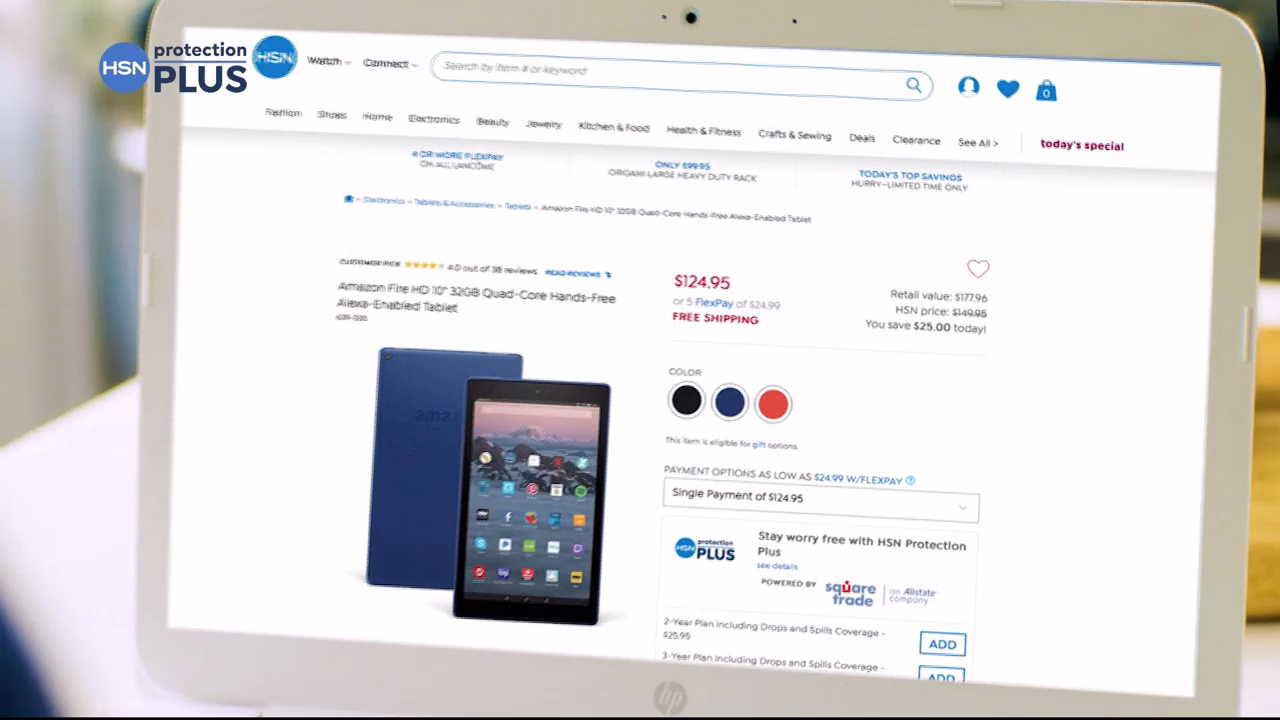 HSN protection PLUS
HSN Watch Connect Search by item # or keyword 0
Fashion Shoes Home Electronics Beauty Jewelry Kitchen & Food Health & Fitness Crafts & Sewing Deals Clearance See All > today's special
4 OR MORE FLEXPAY
ON ALL LANCOME
ONLY $99.95
ORIGAMI LARGE HEAVY DUTY RACK
TODAY'S TOP SAVINGS
HURRY–LIMITED TIME ONLY
Electronics > Tablets & Accessories > Tablets > Amazon Fire HD 10" 32GB Quad-Core Hands-Free Alexa-Enabled Tablet
CUSTOMER PICK 4.0 out of 38 reviews READ REVIEWS
Amazon Fire HD 10" 32GB Quad-Core Hands-Free
Alexa-Enabled Tablet
amaz
$124.95
or 5 FlexPay of $24.99
FREE SHIPPING
Retail value: $177.96
HSN price: $149.95
You save $25.00 today!
COLOR
This item is eligible for gift options.
PAYMENT OPTIONS AS LOW AS $24.99 W/FLEXPAY ?
Single Payment of $124.95
HSN protection PLUS
Stay worry free with HSN Protection
Plus
see details
POWERED BY square trade an Allstate company
2-Year Plan Including Drops and Spills Coverage -
$25.95
ADD
3-Year Plan Including Drops and Spills Coverage -
ADD
hp